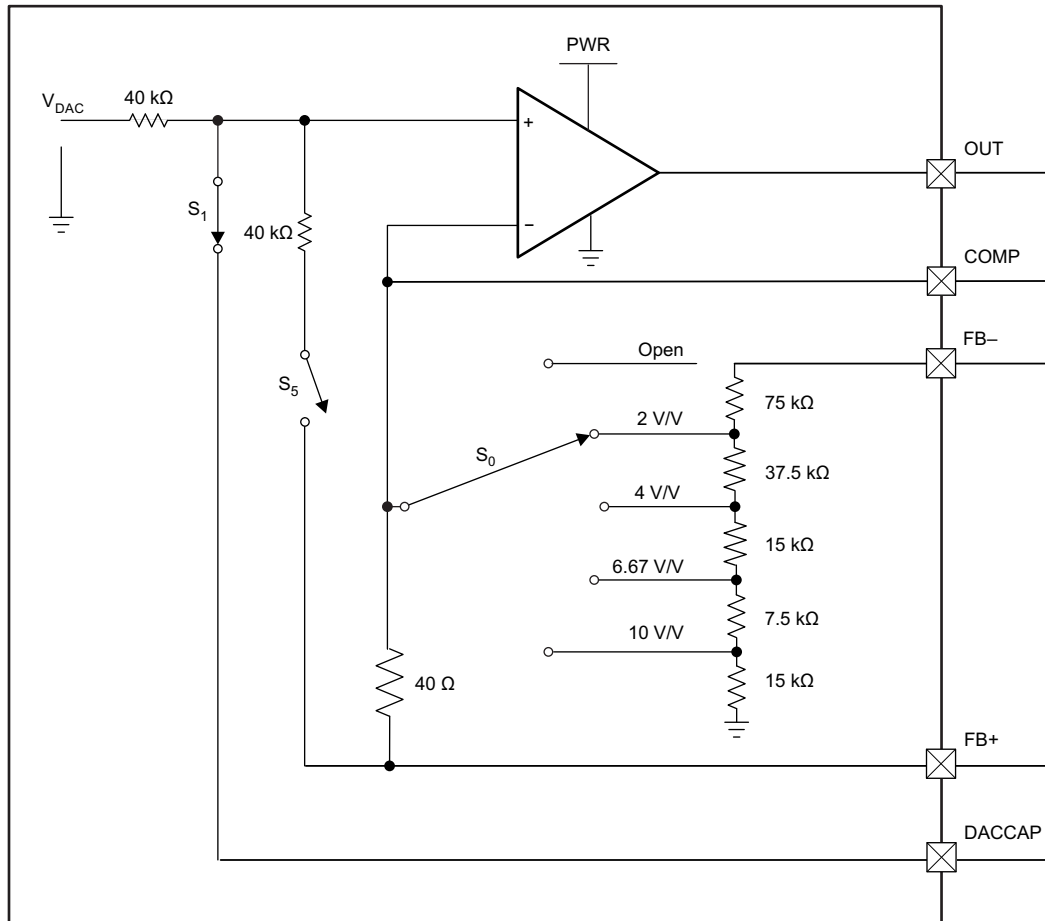 PWR
40 kΩ
V_DAC
+
OUT
S_1
40 kΩ
−
COMP
Open
FB–
75 kΩ
S_5
2 V/V
S_0
37.5 kΩ
4 V/V
15 kΩ
6.67 V/V
7.5 kΩ
10 V/V
40 Ω
15 kΩ
FB+
DACCAP